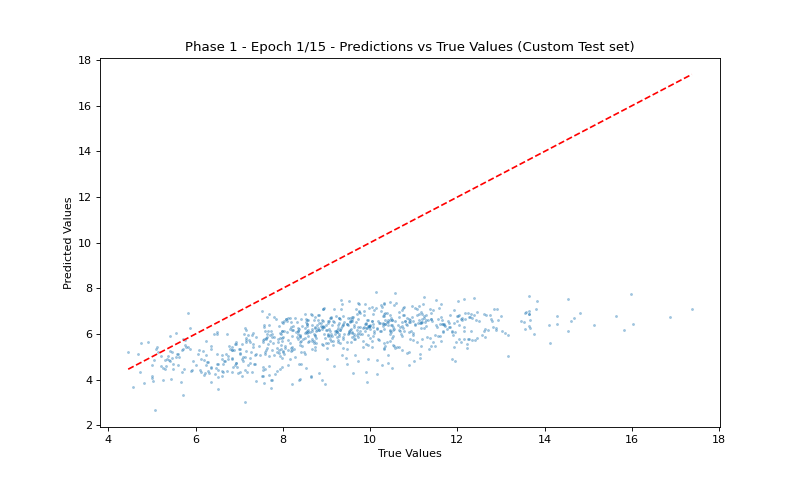 Phase 1 - Epoch 1/15 - Predictions vs True Values (Custom Test set)
18
16
14
12
10
8
6
4
2
Predicted Values
4 6 8 10 12 14 16 18
True Values